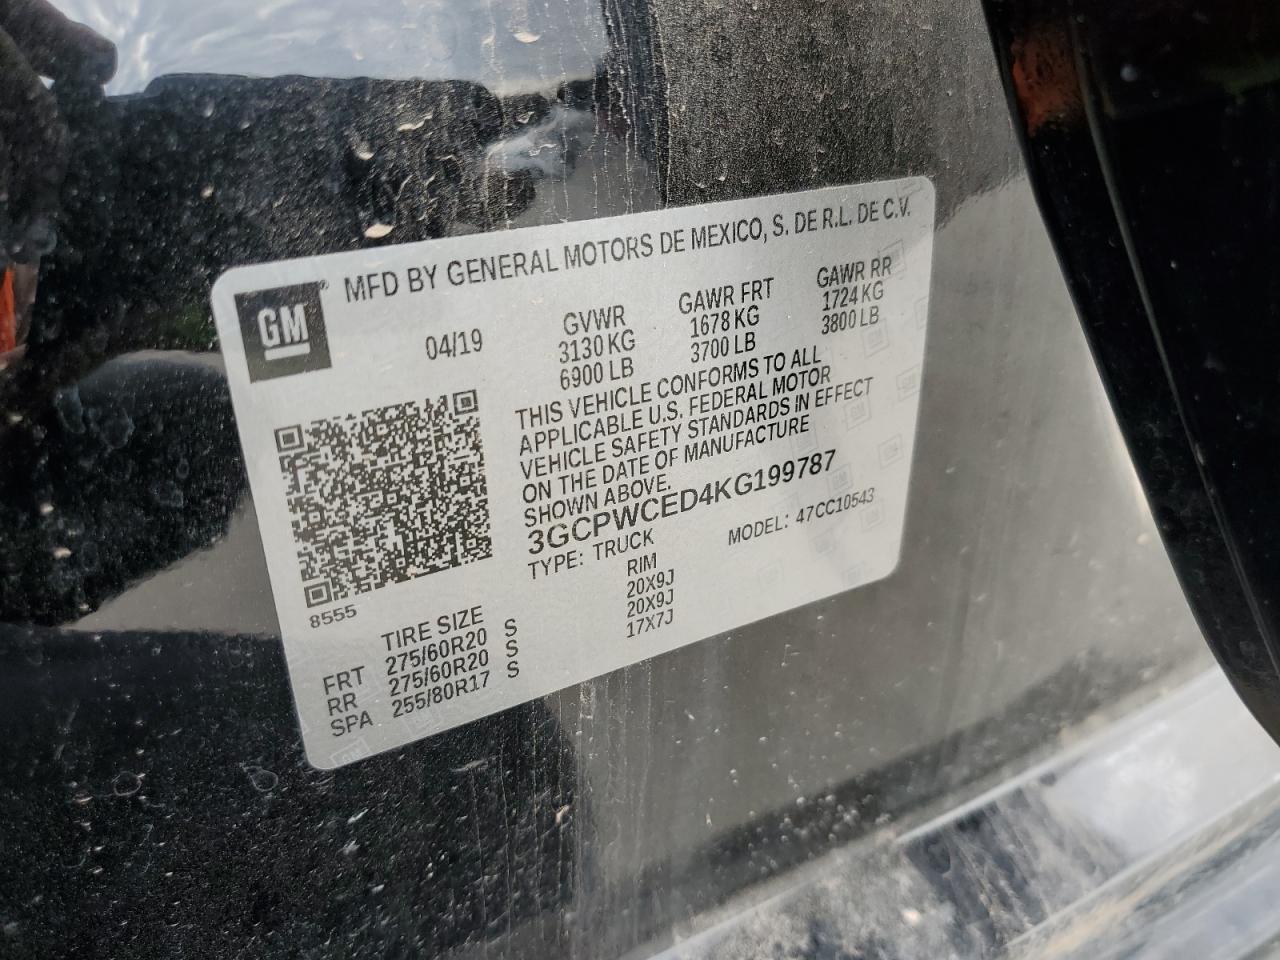 GM
MFD BY GENERAL MOTORS DE MEXICO, S. DE R.L. DE C.V.
04/19
GVWR
3130 KG
6900 LB
GAWR FRT
1678 KG
3700 LB
GAWR RR
1724 KG
3800 LB
THIS VEHICLE CONFORMS TO ALL
APPLICABLE U.S. FEDERAL MOTOR
VEHICLE SAFETY STANDARDS IN EFFECT
ON THE DATE OF MANUFACTURE
SHOWN ABOVE.
3GCPWCED4KG199787
TYPE: TRUCK
MODEL: 47CC10543
8555
TIRE SIZE RIM
FRT 275/60R20 S 20X9J
RR 275/60R20 S 20X9J
SPA 255/80R17 S 17X7J